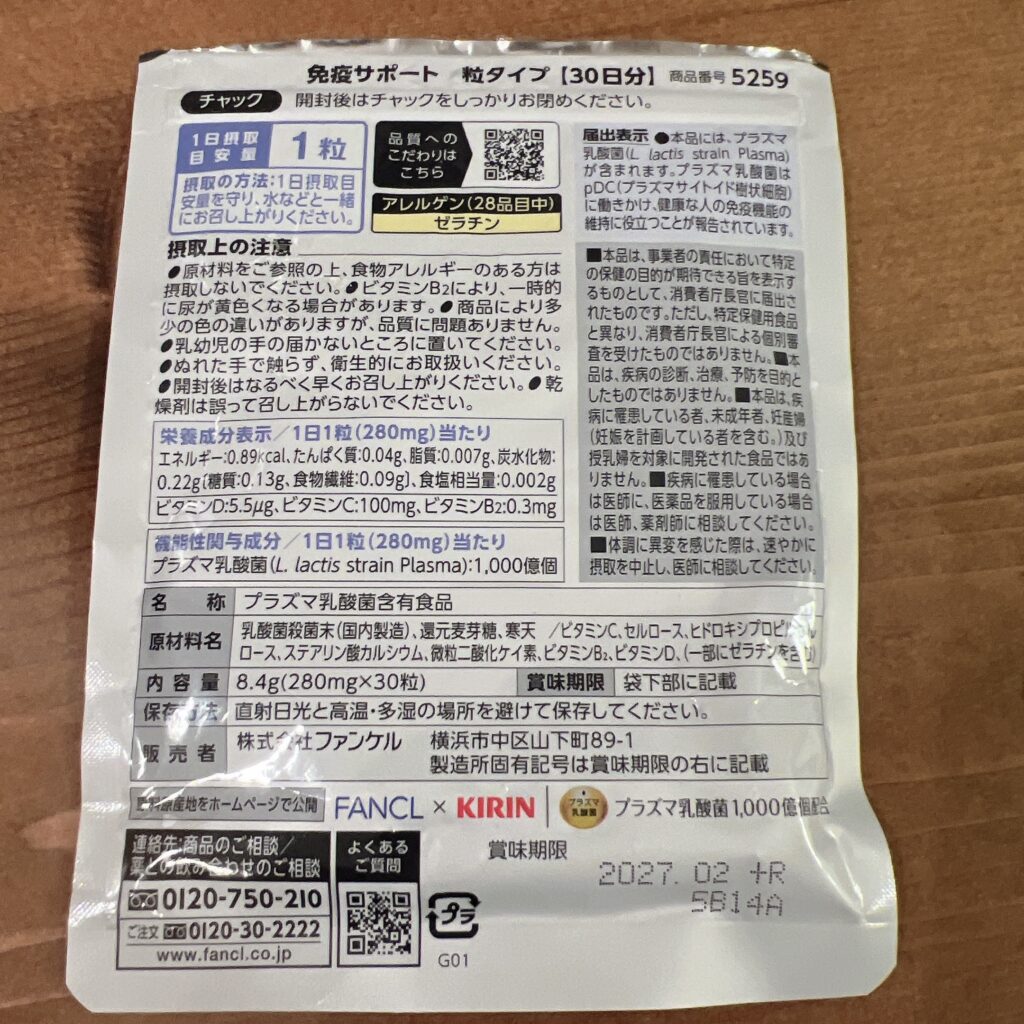 免疫サポート 粒タイプ【30日分】 商品番号 5259
チャック 開封後はチャックをしっかりお閉めください。
1日摂取目安量 1粒
摂取の方法:1日摂取目
安量を守り、水などと一緒
にお召し上がりください。
品質への
こだわりは
こちら
アレルゲン(28品目中)
ゼラチン
摂取上の注意
●原材料をご参照の上、食物アレルギーのある方は
摂取しないでください。●ビタミンB2により、一時的
に尿が黄色くなる場合があります。●商品により多
少の色の違いがありますが、品質に問題ありません。
●乳幼児の手の届かないところに置いてください。
●ぬれた手で触らず、衛生的にお取扱いください。
●開封後はなるべく早くお召し上がりください。●乾
燥剤は誤って召し上がらないでください。
栄養成分表示/1日1粒(280mg)当たり
エネルギー:0.89kcal、たんぱく質:0.04g、脂質:0.007g、炭水化物:
0.22g〔糖質:0.13g、食物繊維:0.09g〕、食塩相当量:0.002g
ビタミンD:5.5μg、ビタミンC:100mg、ビタミンB2:0.3mg
機能性関与成分/1日1粒(280mg)当たり
プラズマ乳酸菌(L. lactis strain Plasma):1,000億個
届出表示 ●本品には、プラズマ
乳酸菌(L. lactis strain Plasma)
が含まれます。プラズマ乳酸菌は
pDC(プラズマサイトイド樹状細胞)
に働きかけ、健康な人の免疫機能の
維持に役立つことが報告されています。
■本品は、事業者の責任において特定
の保健の目的が期待できる旨を表示す
るものとして、消費者庁長官に届出さ
れたものです。ただし、特定保健用食品
と異なり、消費者庁長官による個別審
査を受けたものではありません。■本
品は、疾病の診断、治療、予防を目的と
したものではありません。■本品は、疾
病に罹患している者、未成年者、妊産婦
(妊娠を計画している者を含む。)及び
授乳婦を対象に開発された食品ではあ
りません。■疾病に罹患している場合
は医師に、医薬品を服用している場合
は医師、薬剤師に相談してください。
■体調に異変を感じた際は、速やかに
摂取を中止し、医師に相談してください。
名称 プラズマ乳酸菌含有食品
原材料名 乳酸菌殺菌末(国内製造)、還元麦芽糖、寒天 /ビタミンC、セルロース、ヒドロキシプロピルセル
ロース、ステアリン酸カルシウム、微粒二酸化ケイ素、ビタミンB2、ビタミンD、(一部にゼラチンを含む)
内容量 8.4g(280mg×30粒) 賞味期限 袋下部に記載
保存方法 直射日光と高温・多湿の場所を避けて保存してください。
販売者 株式会社ファンケル 横浜市中区山下町89-1
製造所固有記号は賞味期限の右に記載
原料原産地をホームページで公開 FANCL × KIRIN プラズマ乳酸菌 プラズマ乳酸菌1,000億個配合
連絡先:商品のご相談/
薬との飲み合わせのご相談
0120-750-210
ご注文 0120-30-2222
www.fancl.co.jp
よくある
ご質問
プラ
G01
賞味期限
2027. 02 +R
5B14A